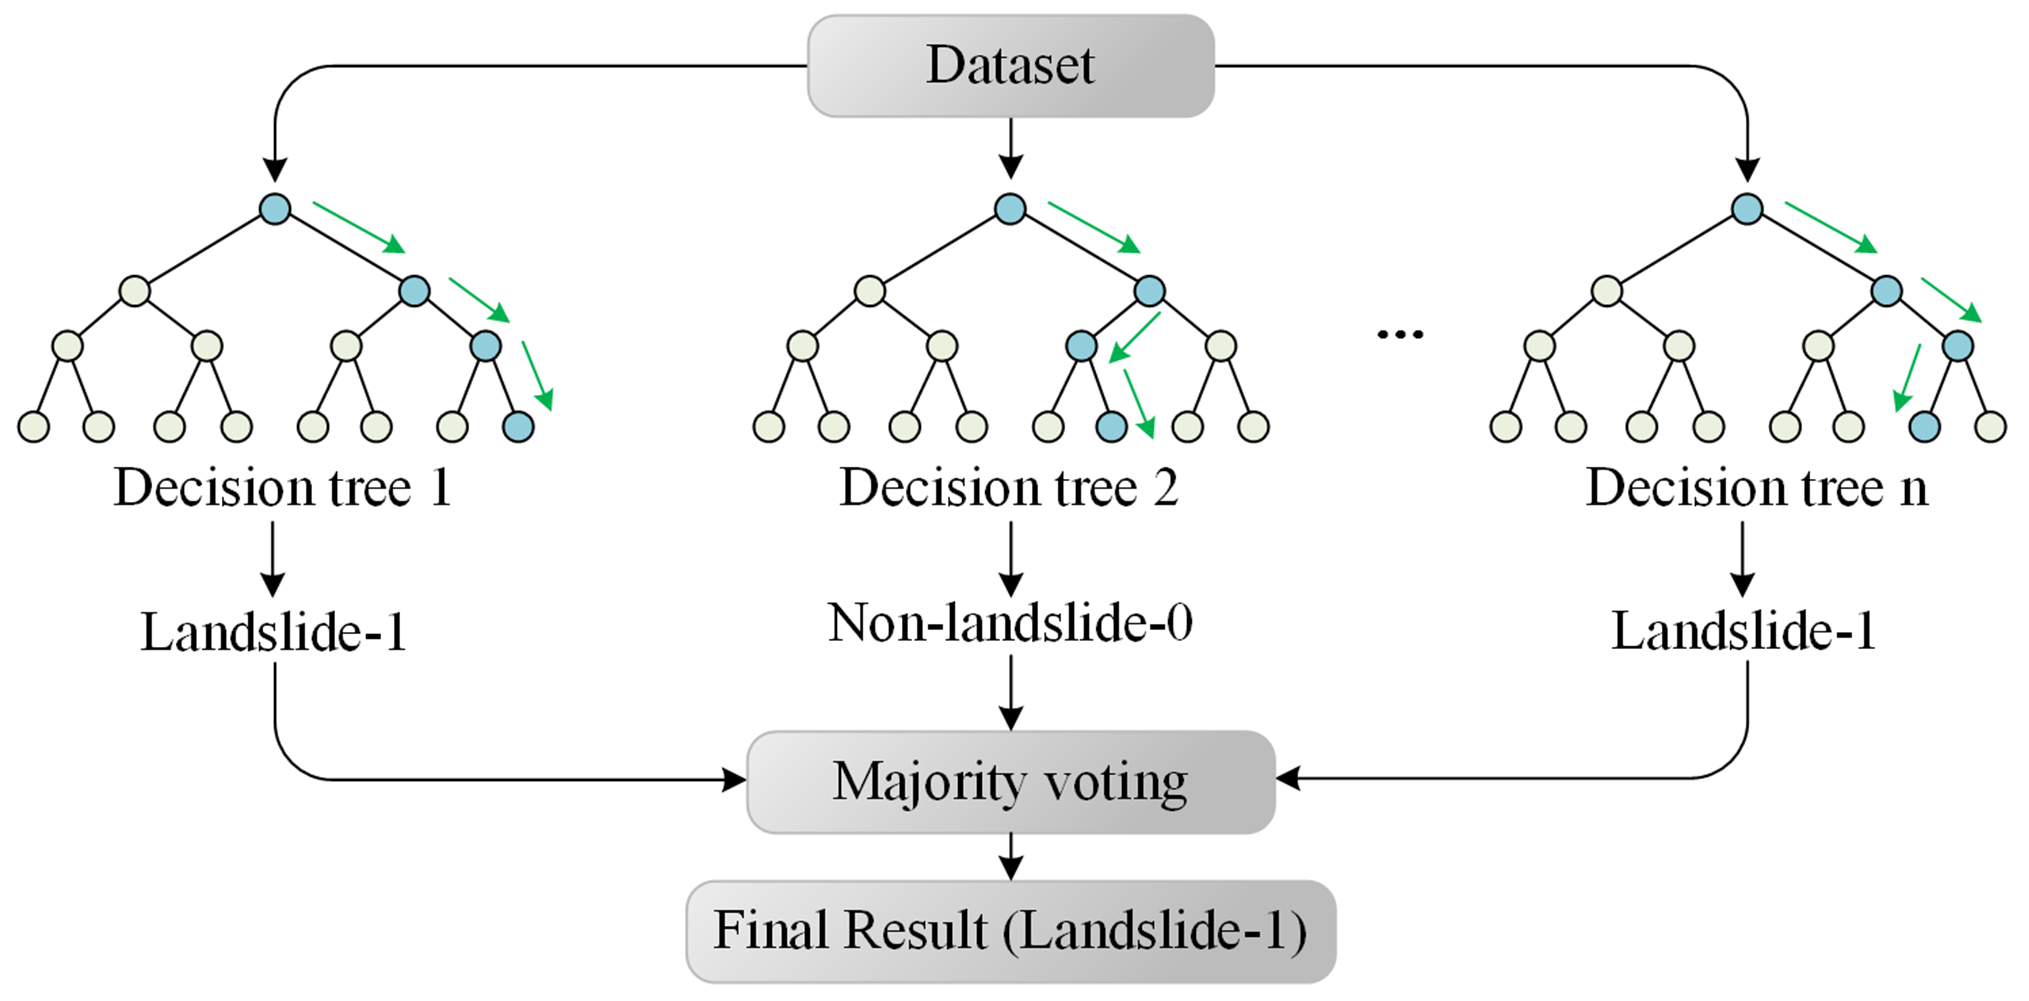 Dataset
...
Decision tree 1
Decision tree 2
Decision tree n
Landslide-1
Non-landslide-0
Landslide-1
Majority voting
Final Result (Landslide-1)